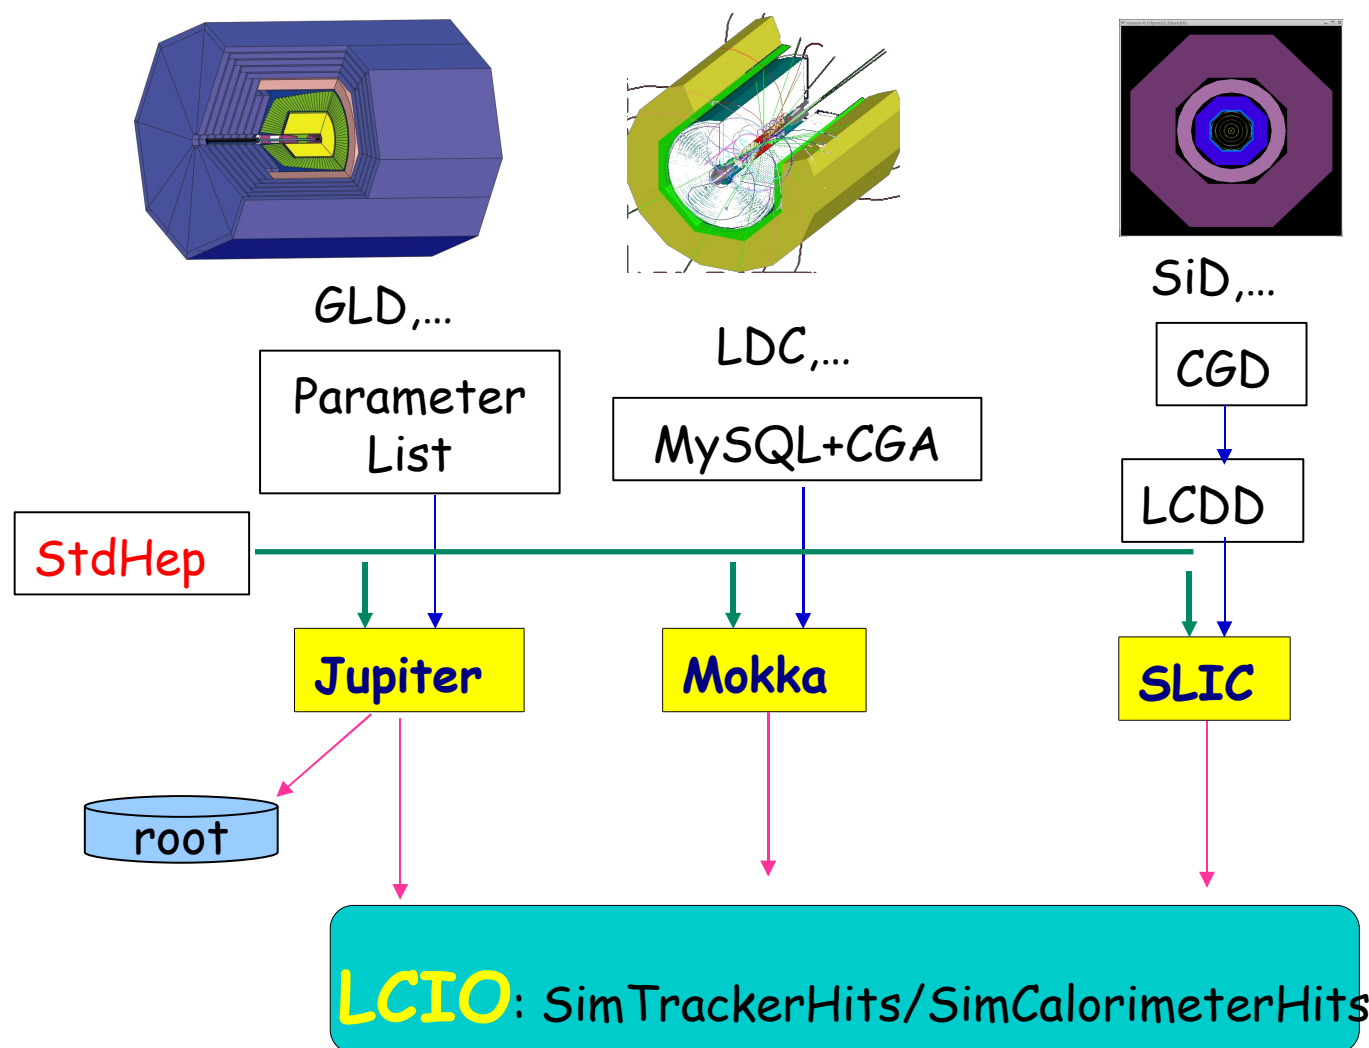 GLD,...
LDC,...
SiD,...
Parameter
List
MySQL+CGA
CGD
LCDD
StdHep
Jupiter
Mokka
SLIC
root
LCIO: SimTrackerHits/SimCalorimeterHits